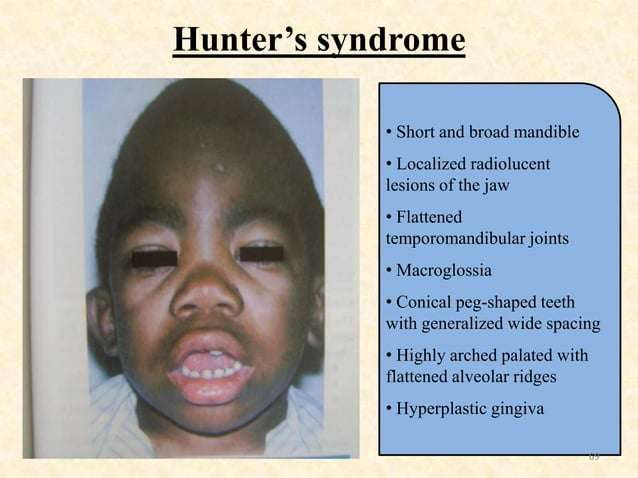 Hunter’s syndrome
• Short and broad mandible
• Localized radiolucent
lesions of the jaw
• Flattened
temporomandibular joints
• Macroglossia
• Conical peg-shaped teeth
with generalized wide spacing
• Highly arched palated with
flattened alveolar ridges
• Hyperplastic gingiva
69